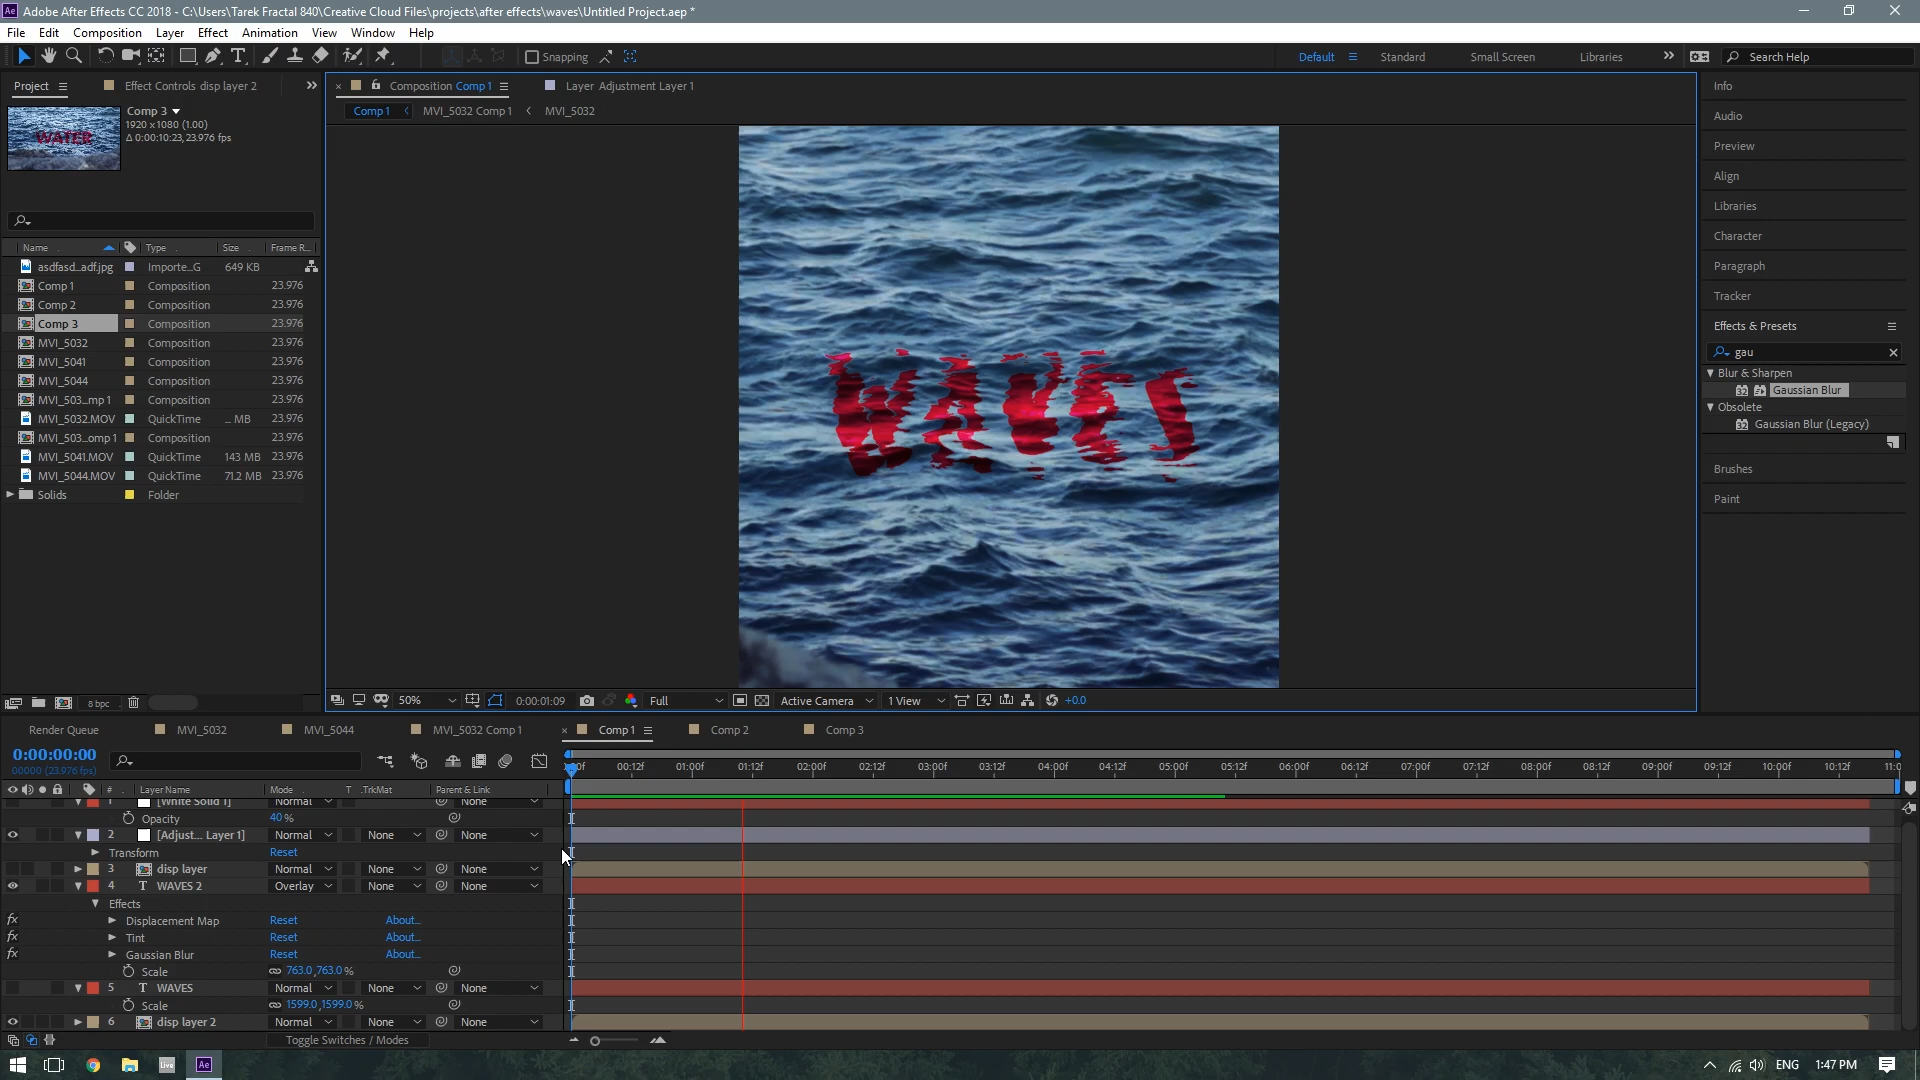 Adobe After Effects CC 2018 - C:\Users\Tarek Fractal 840\Creative Cloud Files\projects\after effects\waves\Untitled Project.aep *
File Edit Composition Layer Effect Animation View Window Help
Snapping Default Standard Small Screen Libraries Search Help
Project Effect Controls disp layer 2
Composition Comp 1 Layer Adjustment Layer 1
Comp 1 MVI_5032 Comp 1 MVI_5032
Comp 3
1920 x 1080 (1.00)
Δ 0:00:10:23, 23.976 fps
WATER
Name Type Size Frame R...
asdfasd...adf.jpg Importe...G 649 KB
Comp 1 Composition 23.976
Comp 2 Composition 23.976
Comp 3 Composition 23.976
MVI_5032 Composition 23.976
MVI_5041 Composition 23.976
MVI_5044 Composition 23.976
MVI_503...mp 1 Composition 23.976
MVI_5032.MOV QuickTime ... MB 23.976
MVI_503...omp 1 Composition 23.976
MVI_5041.MOV QuickTime 143 MB 23.976
MVI_5044.MOV QuickTime 71.2 MB 23.976
Solids Folder
8 bpc
WAVES
50% 0:00:01:09 Full Active Camera 1 View +0.0
Info
Audio
Preview
Align
Libraries
Character
Paragraph
Tracker
Effects & Presets
gau
Blur & Sharpen
32 Gaussian Blur
Obsolete
32 Gaussian Blur (Legacy)
Brushes
Paint
Render Queue MVI_5032 MVI_5044 MVI_5032 Comp 1 Comp 1 Comp 2 Comp 3
0:00:00:00
00000 (23.976 fps)
00f 00:12f 01:00f 01:12f 02:00f 02:12f 03:00f 03:12f 04:00f 04:12f 05:00f 05:12f 06:00f 06:12f 07:00f 07:12f 08:00f 08:12f 09:00f 09:12f 10:00f 10:12f 11:0
# Layer Name Mode T .TrkMat Parent & Link
1 [White Solid 1] Normal None
Opacity 40 %
2 [Adjust... Layer 1] Normal None None
Transform Reset
3 disp layer Normal None None
4 T WAVES 2 Overlay None None
Effects
fx Displacement Map Reset About...
fx Tint Reset About...
fx Gaussian Blur Reset About...
Scale 763.0,763.0 %
5 T WAVES Normal None None
Scale 1599.0,1599.0 %
6 disp layer 2 Normal None None
Toggle Switches / Modes
Live Ae ENG 1:47 PM